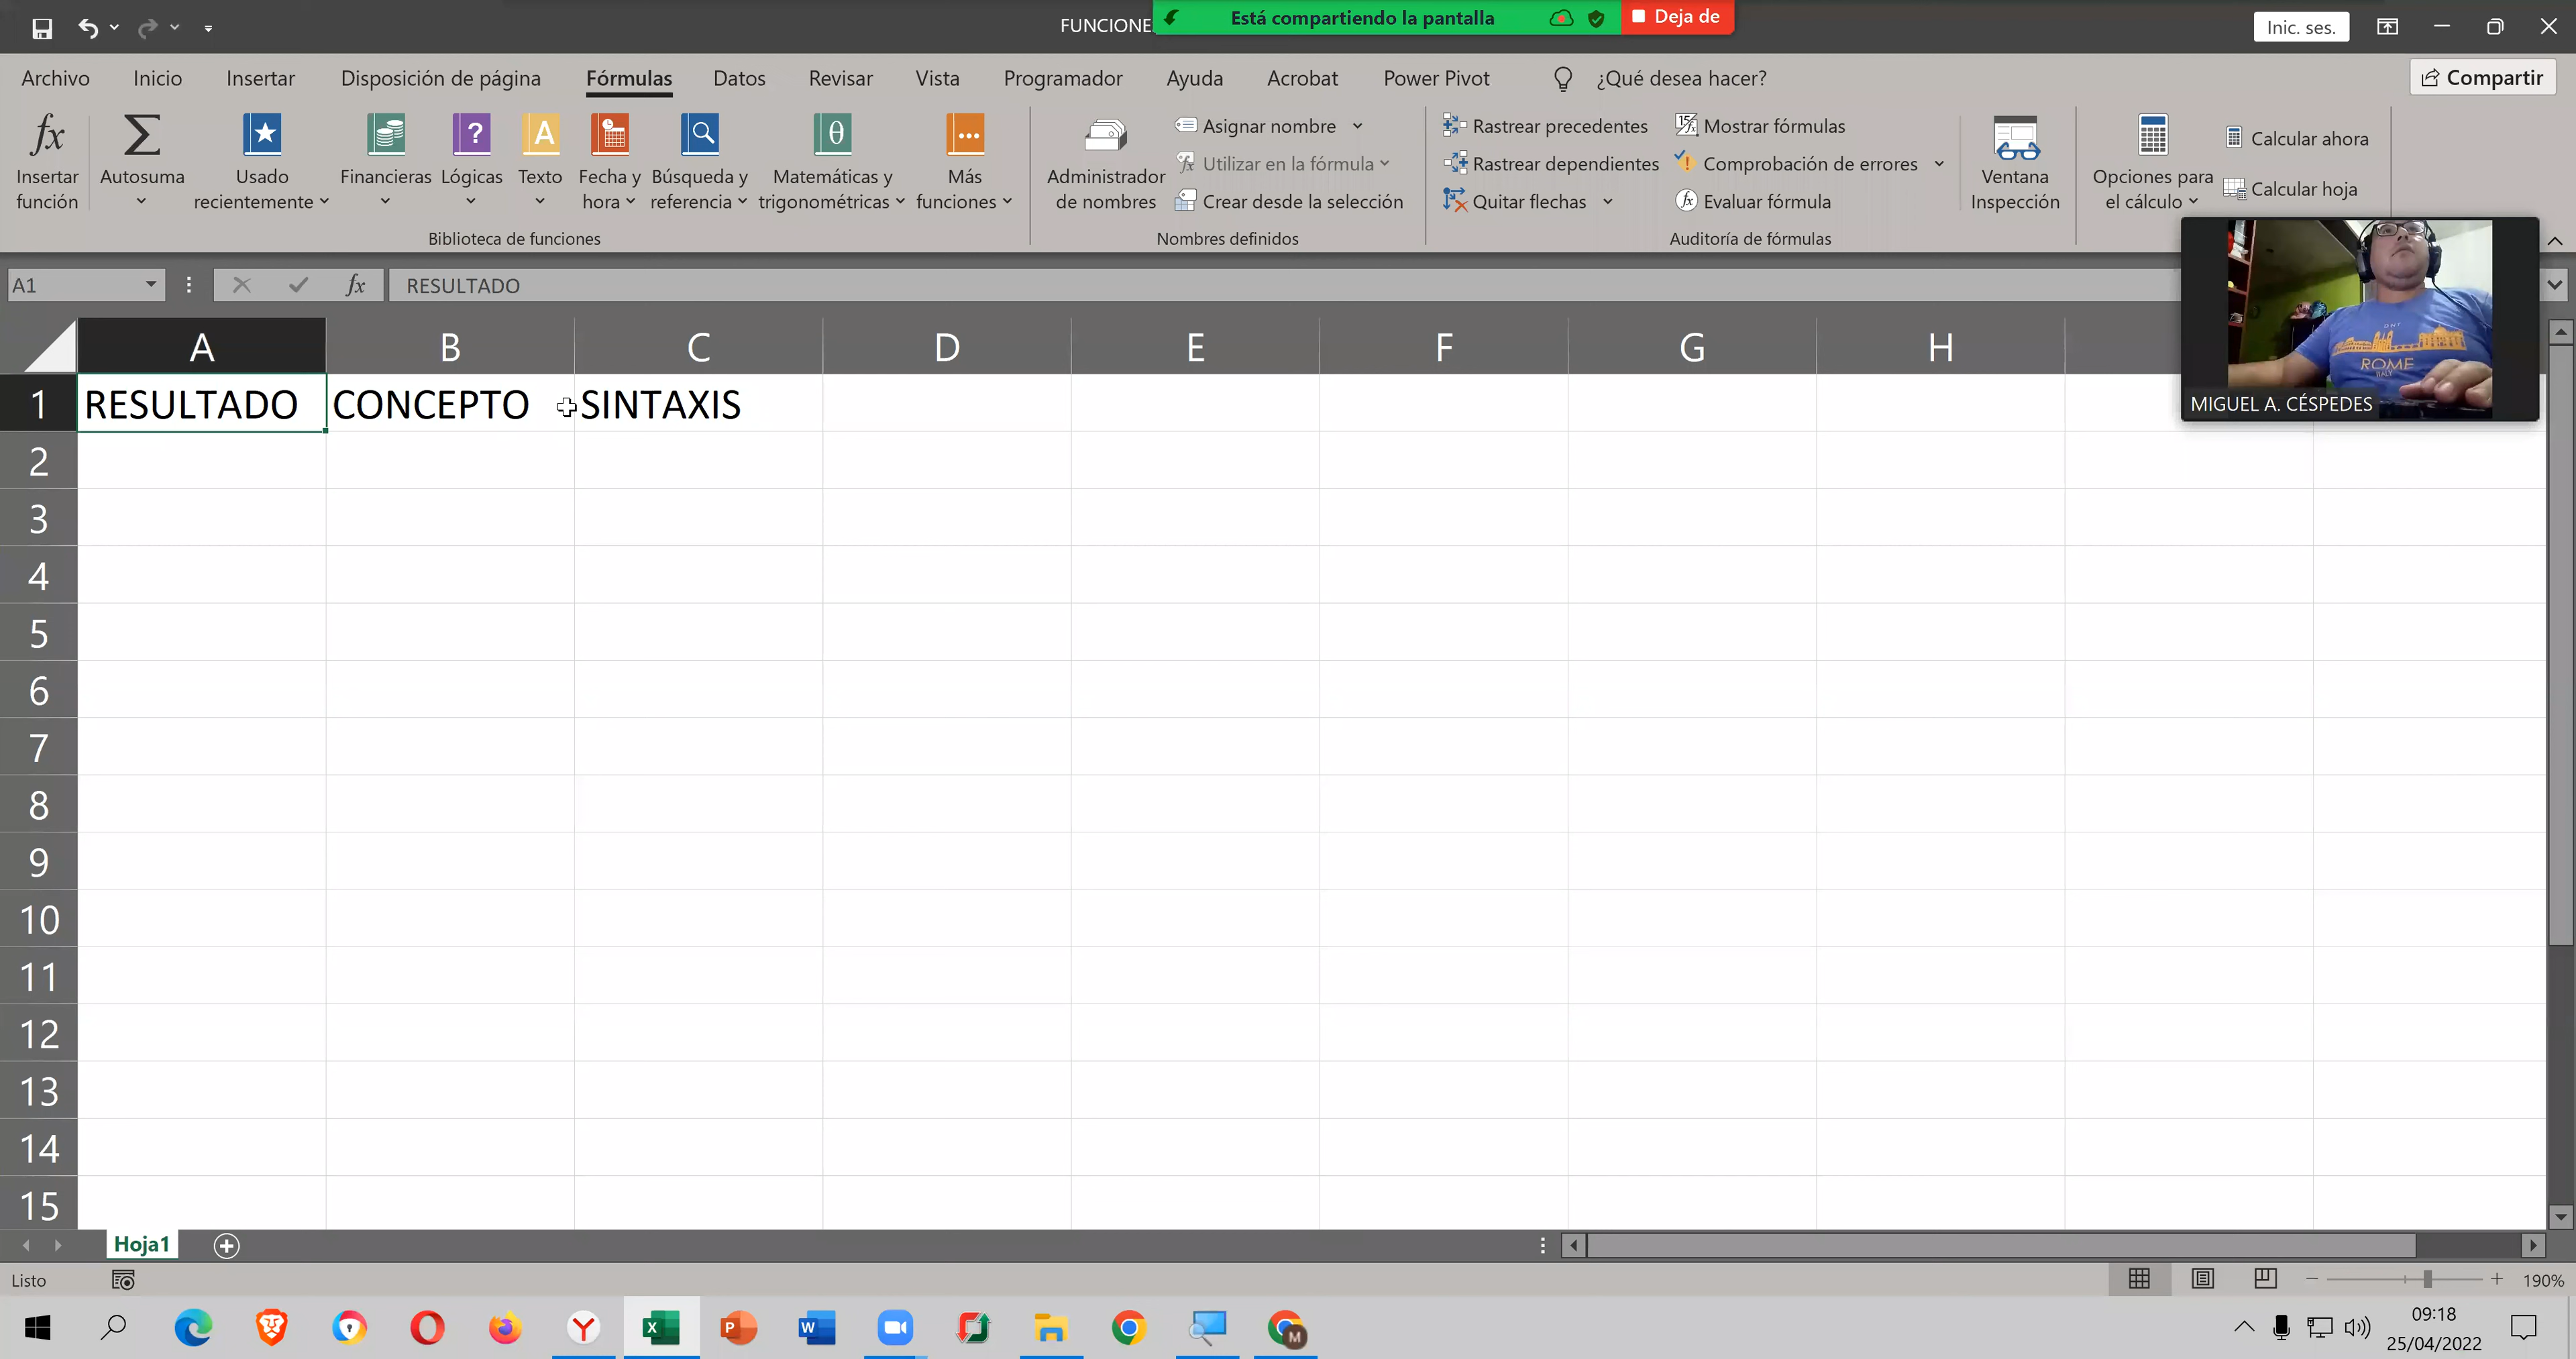 FUNCIONE
Está compartiendo la pantalla
Deja de
Inic. ses.
Archivo Inicio Insertar Disposición de página Fórmulas Datos Revisar Vista Programador Ayuda Acrobat Power Pivot ¿Qué desea hacer? Compartir
Insertar función
Autosuma
Usado recientemente
Financieras
Lógicas
Texto
Fecha y hora
Búsqueda y referencia
Matemáticas y trigonométricas
Más funciones
Biblioteca de funciones
Administrador de nombres
Asignar nombre
Utilizar en la fórmula
Crear desde la selección
Nombres definidos
Rastrear precedentes
Rastrear dependientes
Quitar flechas
Mostrar fórmulas
Comprobación de errores
Evaluar fórmula
Auditoría de fórmulas
Ventana Inspección
Opciones para el cálculo
Calcular ahora
Calcular hoja
A1 fx RESULTADO
ROME
ITALY
MIGUEL A. CÉSPEDES
A B C D E F G H
1 RESULTADO CONCEPTO SINTAXIS
2
3
4
5
6
7
8
9
10
11
12
13
14
15
Hoja1
Listo
190%
09:18
25/04/2022